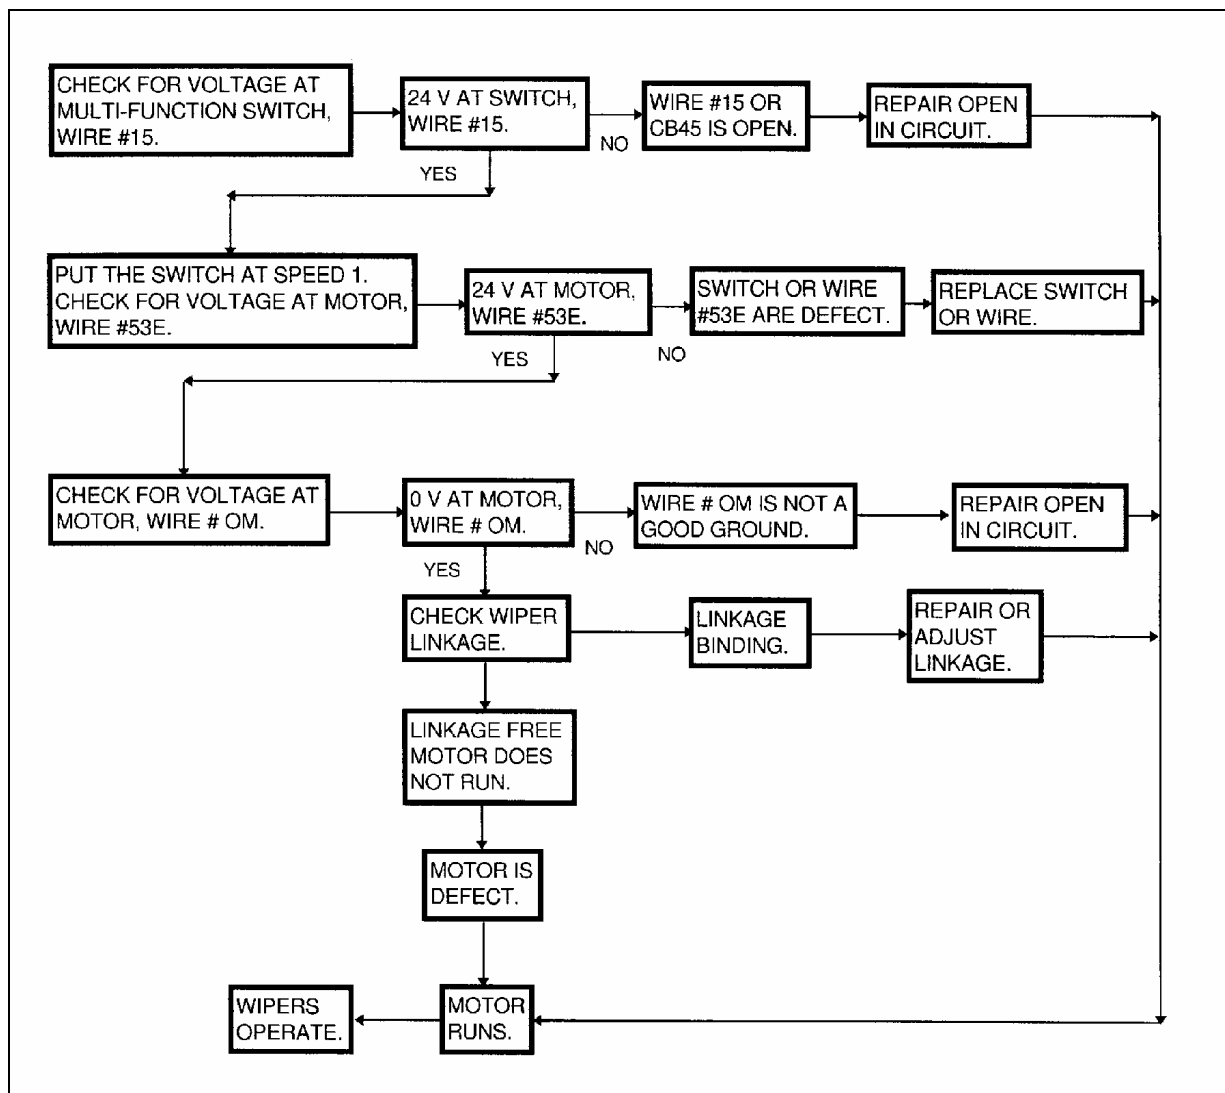 CHECK FOR VOLTAGE AT
MULTI-FUNCTION SWITCH,
WIRE #15.
24 V AT SWITCH,
WIRE #15.
NO
WIRE #15 OR
CB45 IS OPEN.
REPAIR OPEN
IN CIRCUIT.
YES
PUT THE SWITCH AT SPEED 1.
CHECK FOR VOLTAGE AT MOTOR,
WIRE #53E.
24 V AT MOTOR,
WIRE #53E.
NO
SWITCH OR WIRE
#53E ARE DEFECT.
REPLACE SWITCH
OR WIRE.
YES
CHECK FOR VOLTAGE AT
MOTOR, WIRE # OM.
0 V AT MOTOR,
WIRE # OM.
NO
WIRE # OM IS NOT A
GOOD GROUND.
REPAIR OPEN
IN CIRCUIT.
YES
CHECK WIPER
LINKAGE.
LINKAGE
BINDING.
REPAIR OR
ADJUST
LINKAGE.
LINKAGE FREE
MOTOR DOES
NOT RUN.
MOTOR IS
DEFECT.
MOTOR
RUNS.
WIPERS
OPERATE.